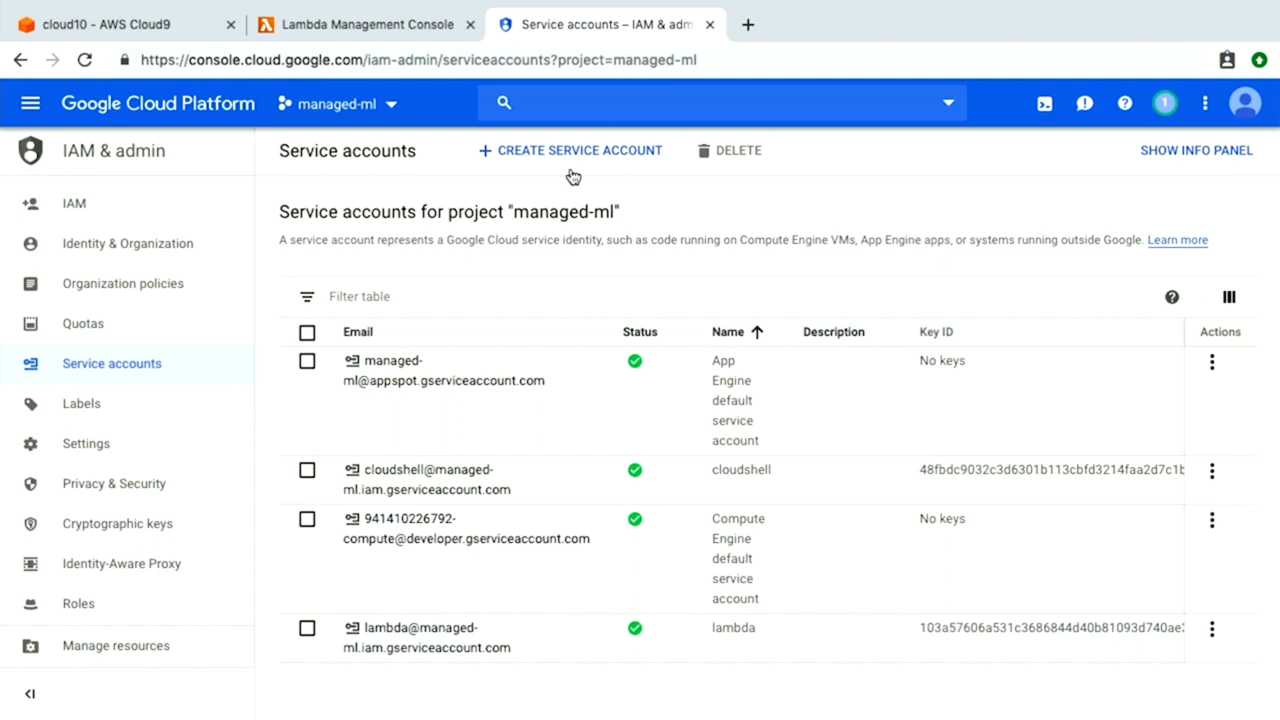 cloud10 - AWS Cloud9
Lambda Management Console
Service accounts – IAM & adm
https://console.cloud.google.com/iam-admin/serviceaccounts?project=managed-ml
Google Cloud Platform
managed-ml
1
IAM & admin
Service accounts
CREATE SERVICE ACCOUNT
DELETE
SHOW INFO PANEL
IAM
Identity & Organization
Organization policies
Quotas
Service accounts
Labels
Settings
Privacy & Security
Cryptographic keys
Identity-Aware Proxy
Roles
Manage resources
Service accounts for project "managed-ml"
A service account represents a Google Cloud service identity, such as code running on Compute Engine VMs, App Engine apps, or systems running outside Google. Learn more
Filter table
Email Status Name Description Key ID Actions
managed-
ml@appspot.gserviceaccount.com
App
Engine
default
service
account
No keys
cloudshell@managed-
ml.iam.gserviceaccount.com
cloudshell
48fbdc9032c3d6301b113cbfd3214faa2d7c1b
941410226792-
compute@developer.gserviceaccount.com
Compute
Engine
default
service
account
No keys
lambda@managed-
ml.iam.gserviceaccount.com
lambda
103a57606a531c3686844d40b81093d740ae3